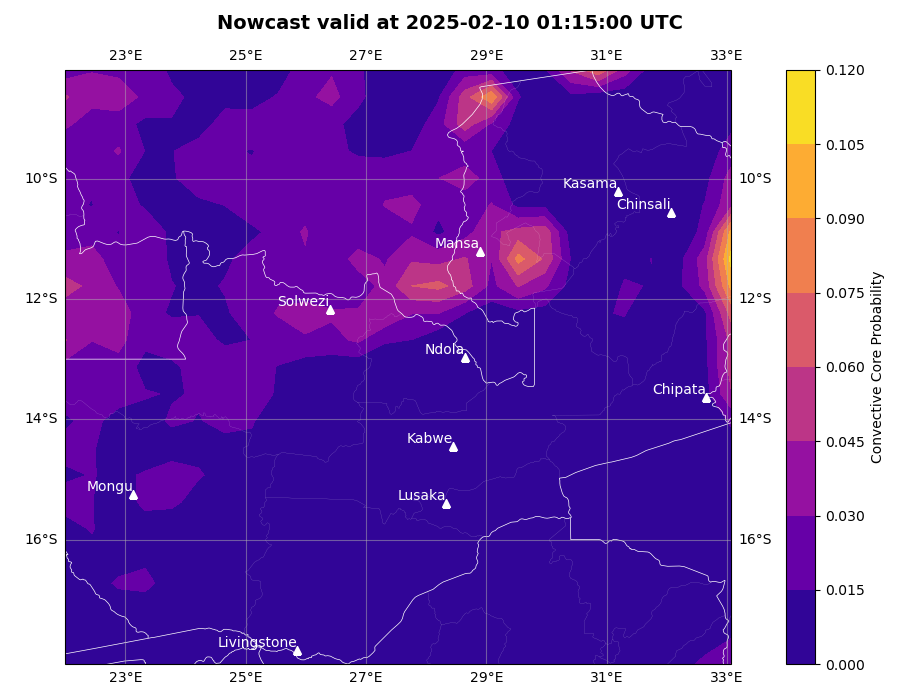 Nowcast valid at 2025-02-10 01:15:00 UTC
23°E 25°E 27°E 29°E 31°E 33°E
0.120
0.105
10°S Kasama 10°S
Chinsali
0.090
Mansa
0.075
12°S Solwezi 12°S
Ndola
0.060
Chipata
14°S 14°S
Kabwe
0.045
Mongu
Lusaka
0.030
16°S 16°S
0.015
Livingstone
0.000
23°E 25°E 27°E 29°E 31°E 33°E
Convective Core Probability